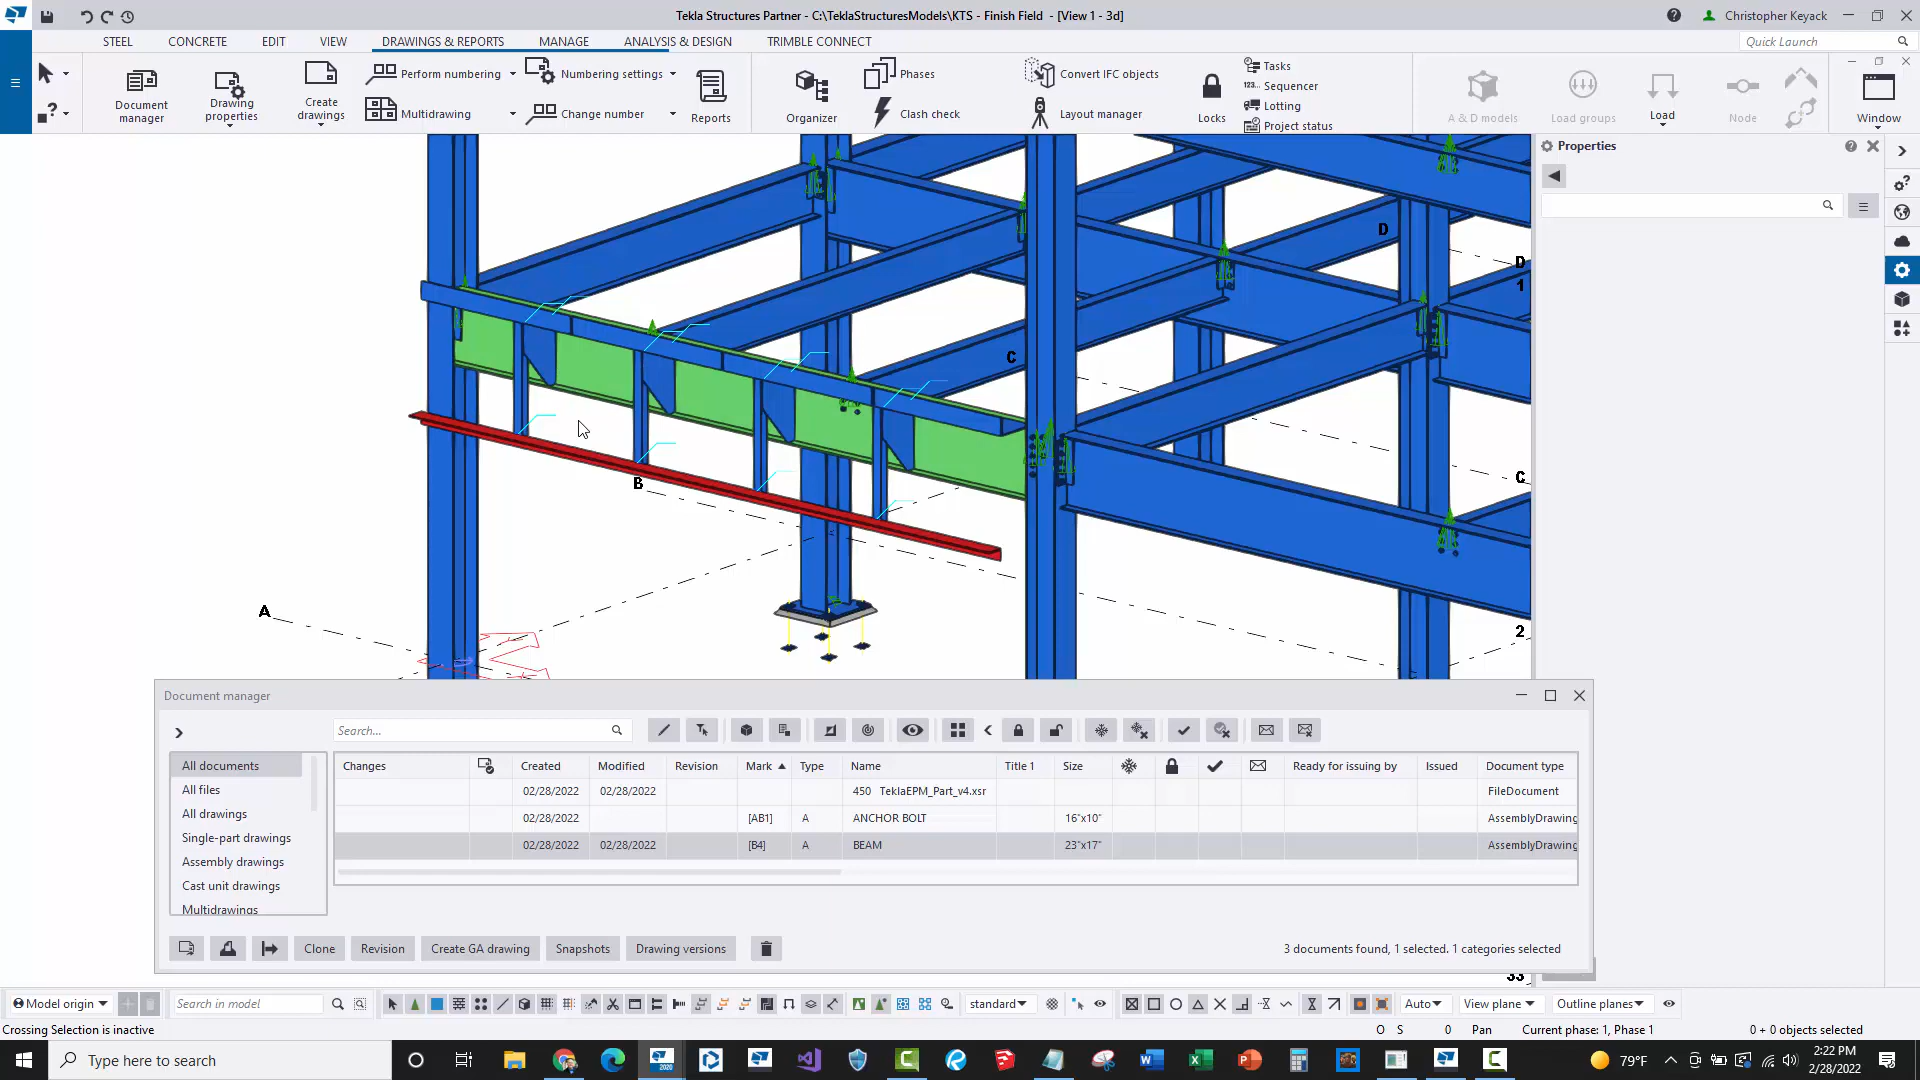 Tekla Structures Partner - C:\TeklaStructuresModels\KTS - Finish Field - [View 1 - 3d]
Christopher Keyack
STEEL CONCRETE EDIT VIEW DRAWINGS & REPORTS MANAGE ANALYSIS & DESIGN TRIMBLE CONNECT
Quick Launch
Document manager
Drawing properties
Create drawings
Perform numbering
Multidrawing
Numbering settings
Change number
Reports
Organizer
Phases
Clash check
Convert IFC objects
Layout manager
Locks
Tasks
Sequencer
Lotting
Project status
A & D models
Load groups
Load
Node
Window
Properties
D
D
1
C
C
B
A
2
33
Document manager
Search...
All documents
All files
All drawings
Single-part drawings
Assembly drawings
Cast unit drawings
Multidrawings
Changes Created Modified Revision Mark Type Name Title 1 Size Ready for issuing by Issued Document type
02/28/2022 02/28/2022 450 TeklaEPM_Part_v4.xsr FileDocument
02/28/2022 [AB1] A ANCHOR BOLT 16"x10" AssemblyDrawing
02/28/2022 02/28/2022 [B4] A BEAM 23"x17" AssemblyDrawing
Clone Revision Create GA drawing Snapshots Drawing versions
3 documents found, 1 selected. 1 categories selected
Model origin
Search in model
standard
Auto
View plane
Outline planes
Crossing Selection is inactive
O S 0 Pan Current phase: 1, Phase 1 0 + 0 objects selected
Type here to search
2020
79°F
2:22 PM
2/28/2022